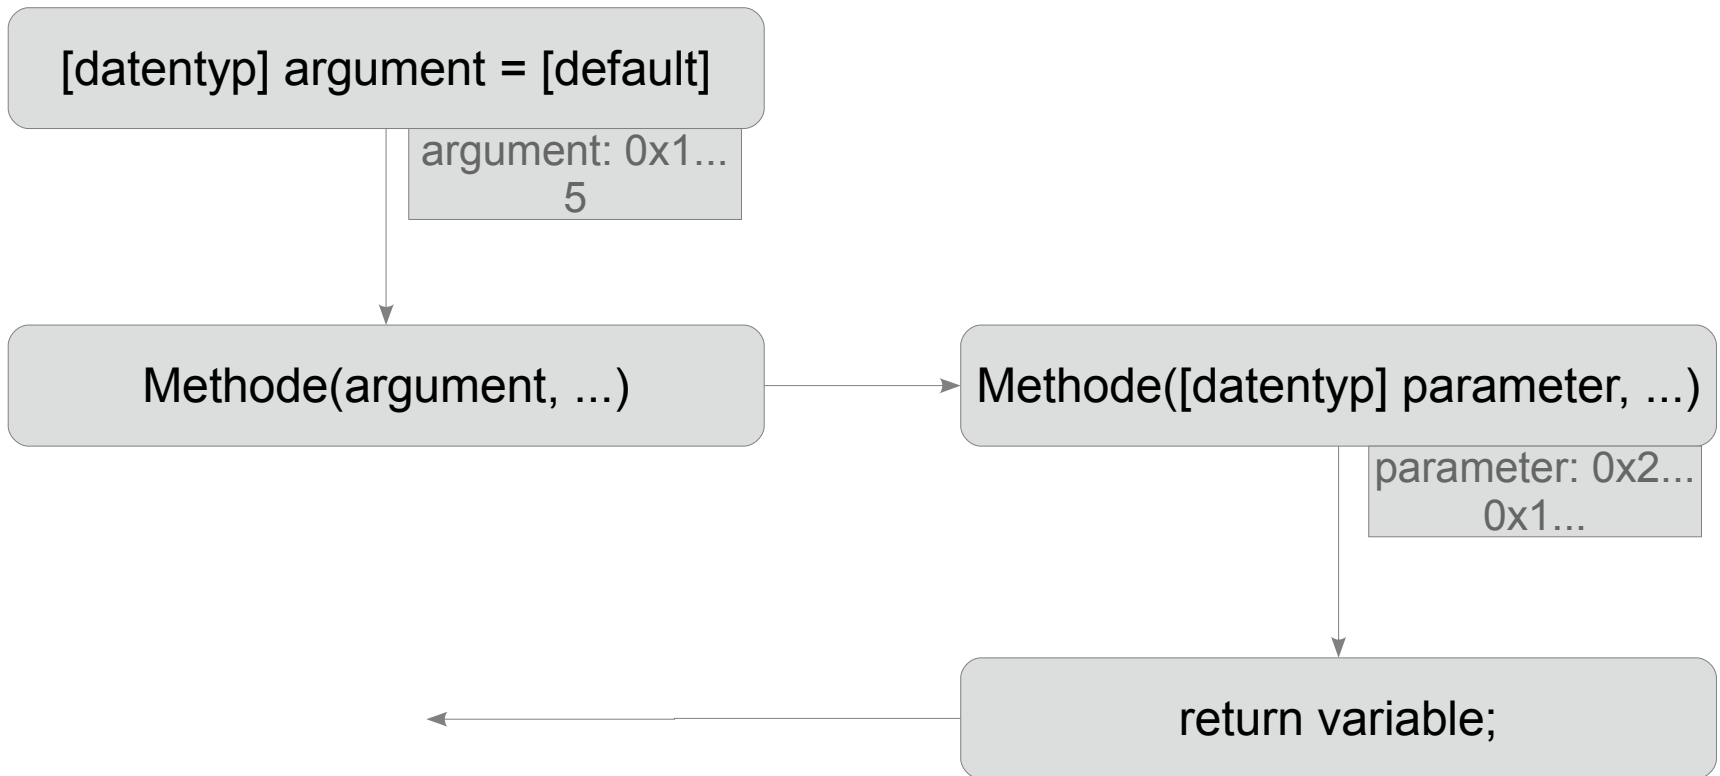 [datentyp] argument = [default]
argument: 0x1...
5
Methode(argument, ...)
Methode([datentyp] parameter, ...)
parameter: 0x2...
0x1...
return variable;